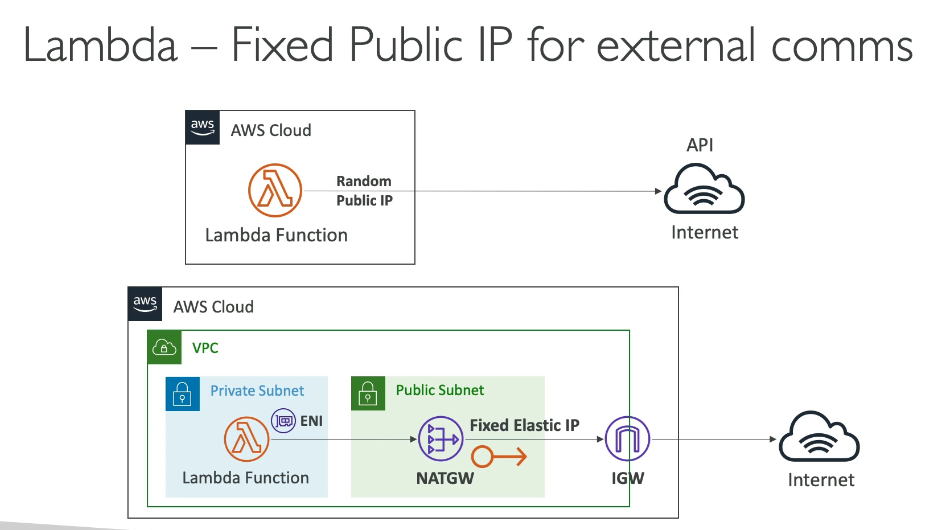 Lambda – Fixed Public IP for external comms
aws
AWS Cloud
Random
Public IP
Lambda Function
API
Internet
aws
AWS Cloud
VPC
Private Subnet
ENI
Lambda Function
Public Subnet
Fixed Elastic IP
NATGW
IGW
Internet